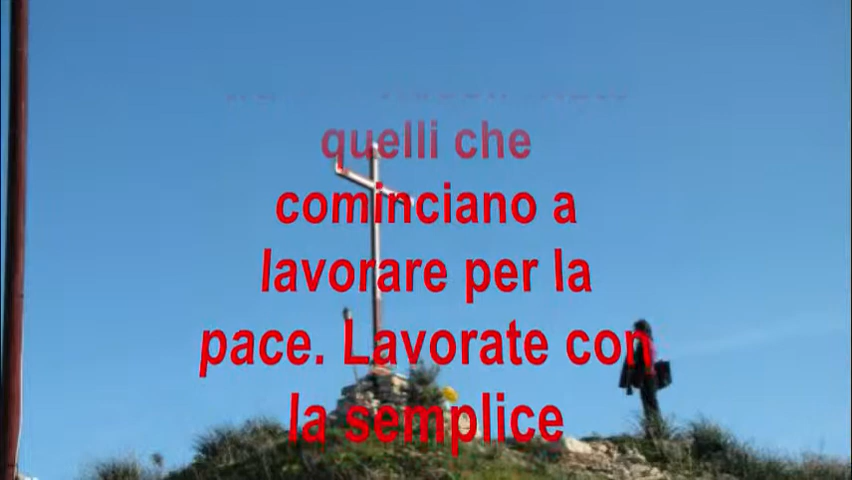 quelli che
cominciano a
lavorare per la
pace. Lavorate con
la semplice